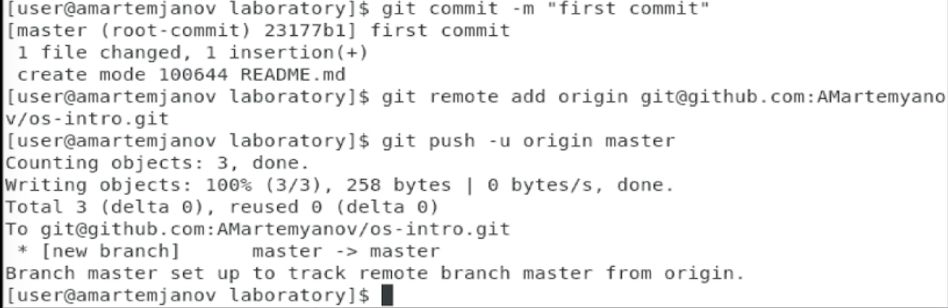 [user@amartemjanov laboratory]$ git commit -m "first commit"
[master (root-commit) 23177b1] first commit
 1 file changed, 1 insertion(+)
 create mode 100644 README.md
[user@amartemjanov laboratory]$ git remote add origin git@github.com:AMartemyano
v/os-intro.git
[user@amartemjanov laboratory]$ git push -u origin master
Counting objects: 3, done.
Writing objects: 100% (3/3), 258 bytes | 0 bytes/s, done.
Total 3 (delta 0), reused 0 (delta 0)
To git@github.com:AMartemyanov/os-intro.git
 * [new branch]      master -> master
Branch master set up to track remote branch master from origin.
[user@amartemjanov laboratory]$